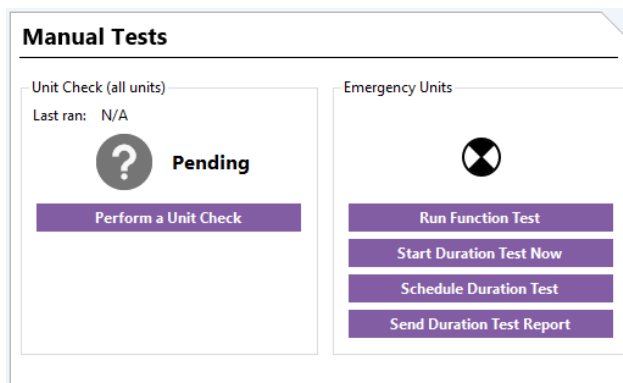 Manual Tests
Unit Check (all units)
Last ran: N/A
?
Pending
Perform a Unit Check
Emergency Units
Run Function Test
Start Duration Test Now
Schedule Duration Test
Send Duration Test Report